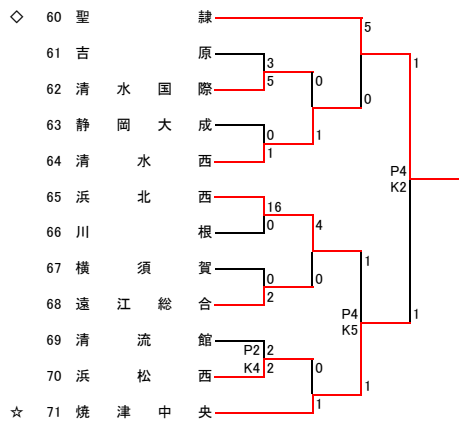 ◇ 60 聖隷 5
61 吉原 3 1
62 清水国際 5 0
63 静岡大成 0 0
64 清水西 1 1
P4
K2
65 浜北西 16
66 川根 0 4
67 横須賀 0 1
68 遠江総合 2 0
P4 1
K5
69 清流館 P2 2
70 浜松西 K4 2 0
☆ 71 焼津中央 1 1